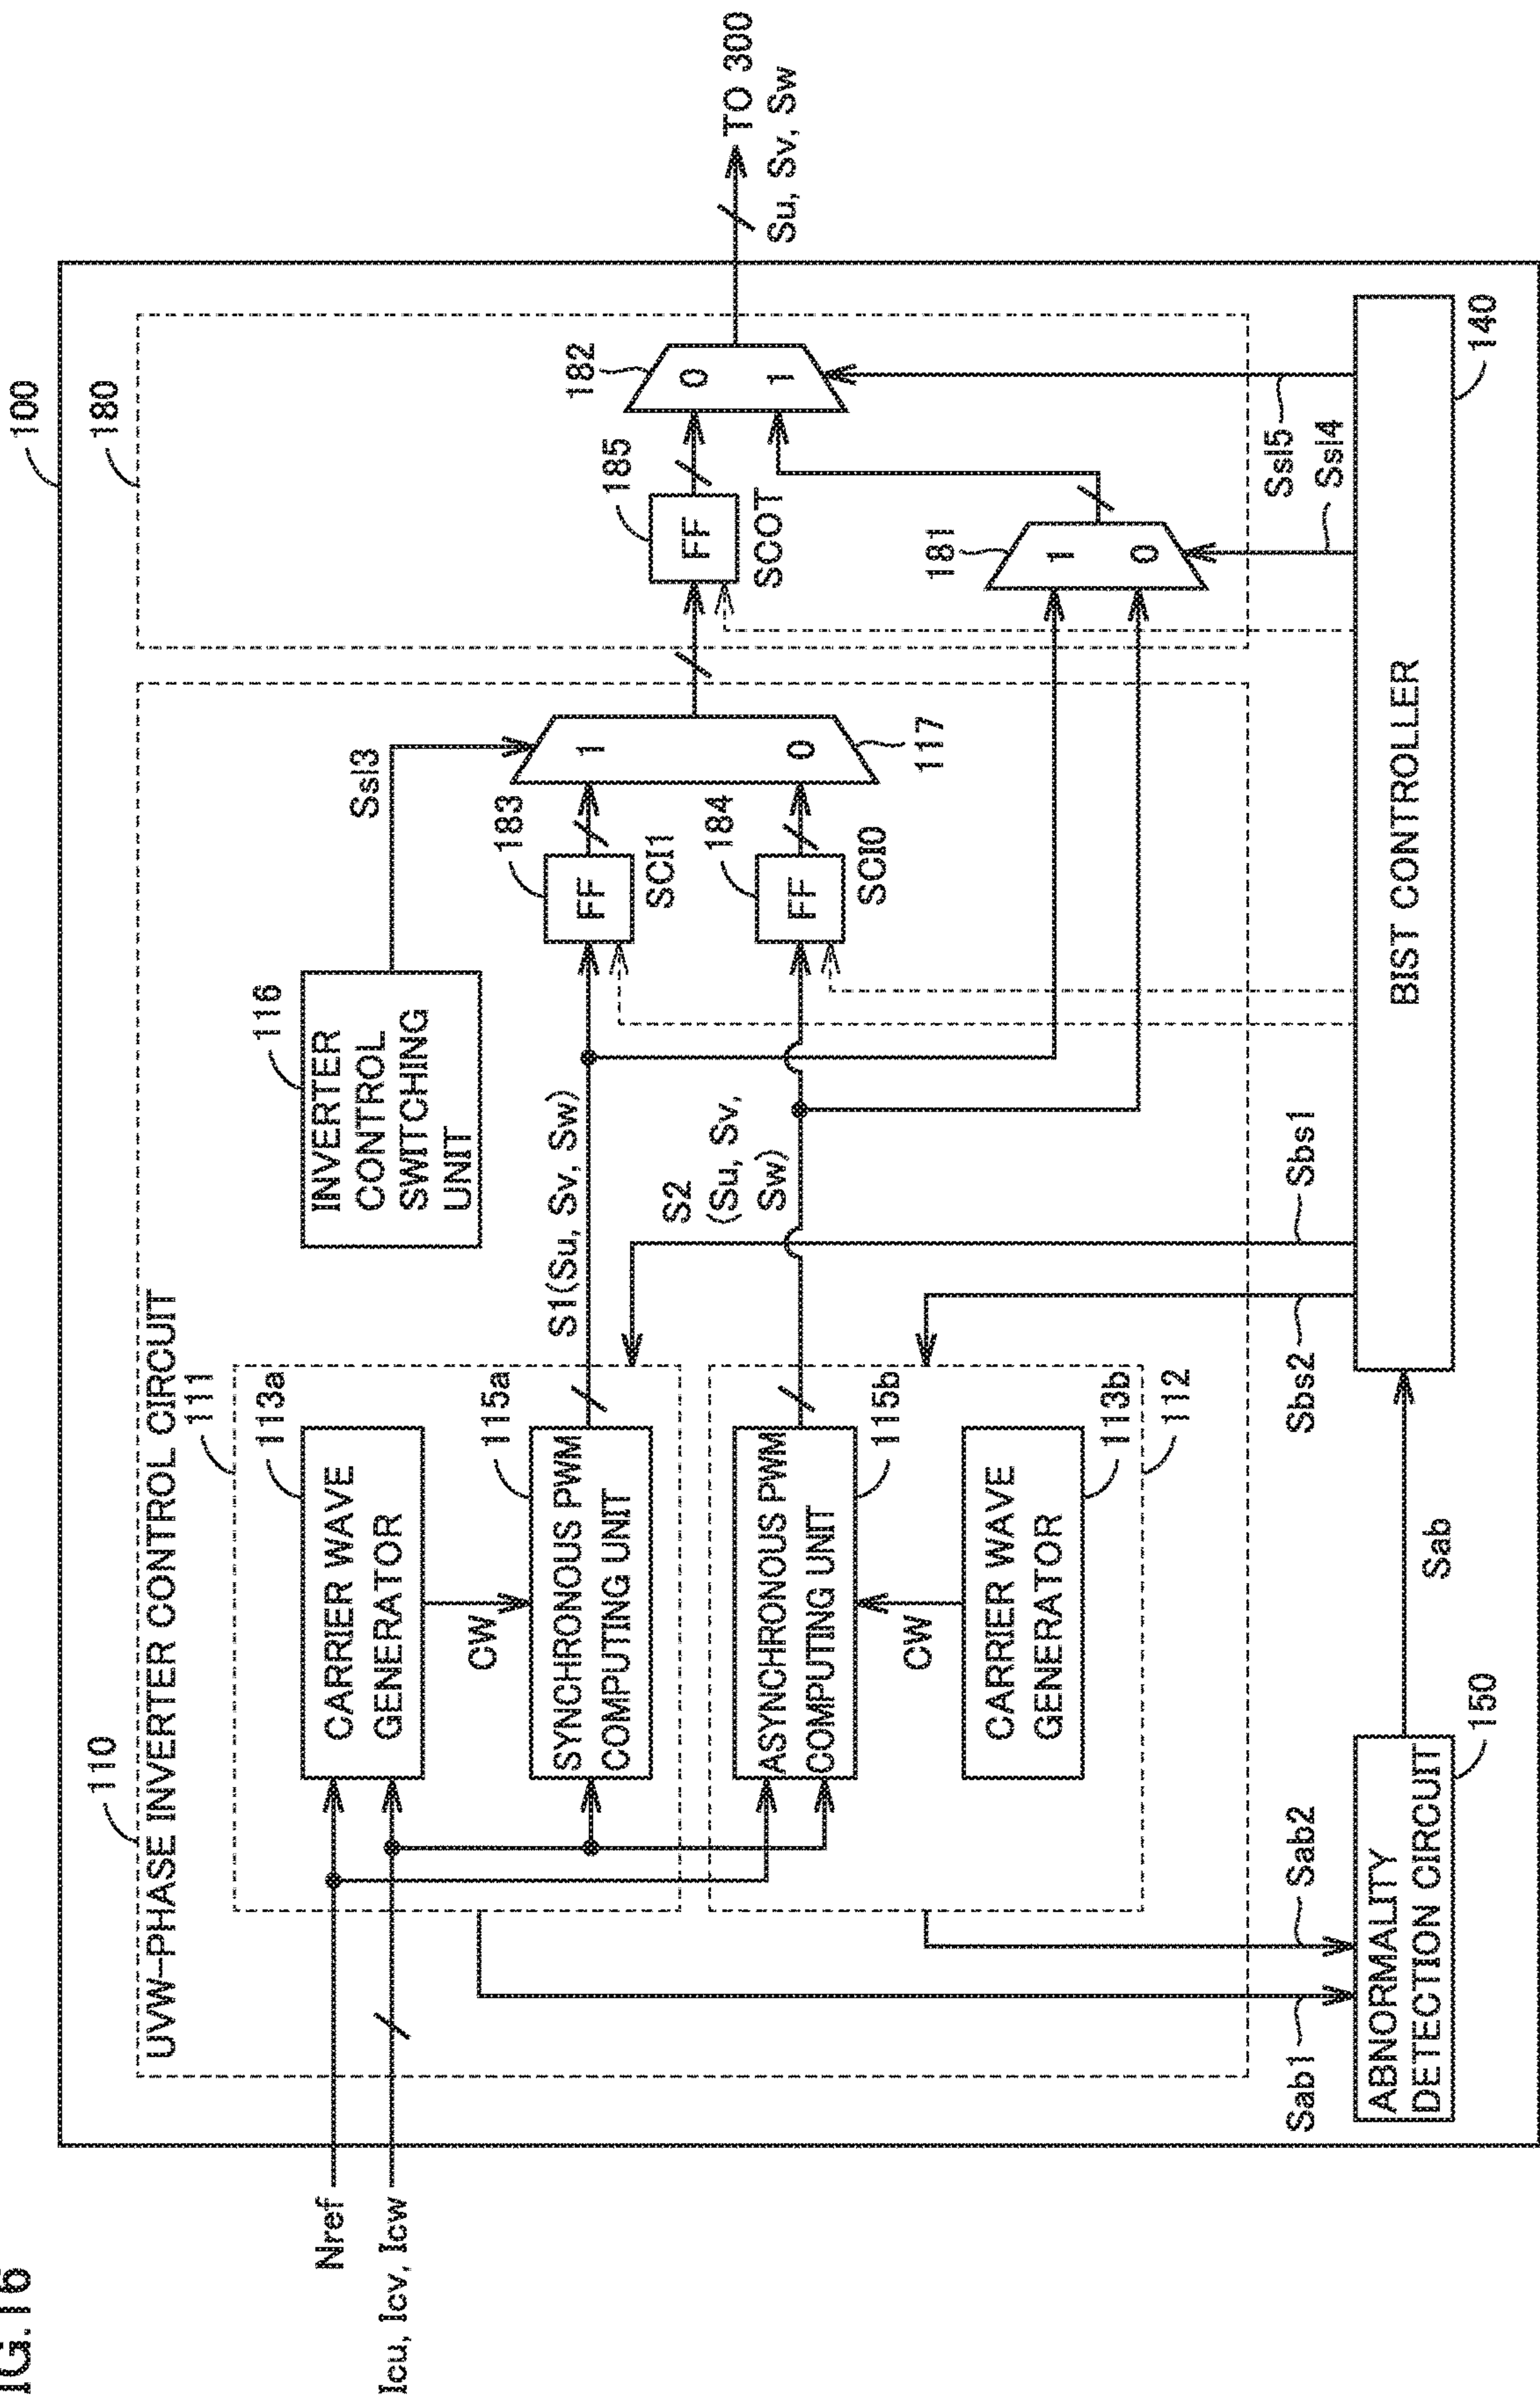 IG.16
100
180
110
UVW-PHASE INVERTER CONTROL CIRCUIT
Nref
Icu, Icv, Icw
111
113a
CARRIER WAVE
GENERATOR
CW
115a
SYNCHRONOUS PWM
COMPUTING UNIT
S1(Su, Sv, Sw)
116
INVERTER
CONTROL
SWITCHING
UNIT
Ssl3
183
FF
SCI1
1
0
117
184
FF
SCI0
185
FF
SCOT
182
0
1
TO 300
Su, Sv, Sw
ASYNCHRONOUS PWM
COMPUTING UNIT
115b
S2
(Su, Sv,
Sw)
CW
CARRIER WAVE
GENERATOR
113b
112
181
1
0
Sab1
Sab2
Sbs2
Sbs1
Ssl5
Ssl4
ABNORMALITY
DETECTION CIRCUIT
150
Sab
BIST CONTROLLER
140